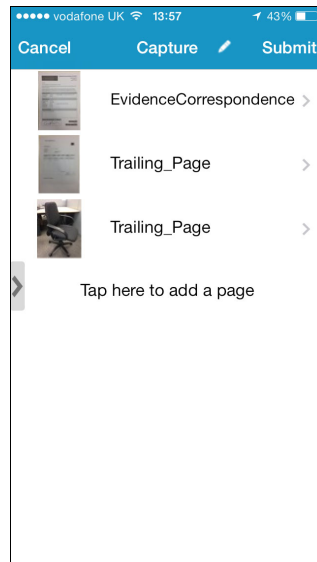 vodafone UK 13:57 43%
Cancel Capture Submit
EvidenceCorrespondence
Trailing_Page
Trailing_Page
Tap here to add a page